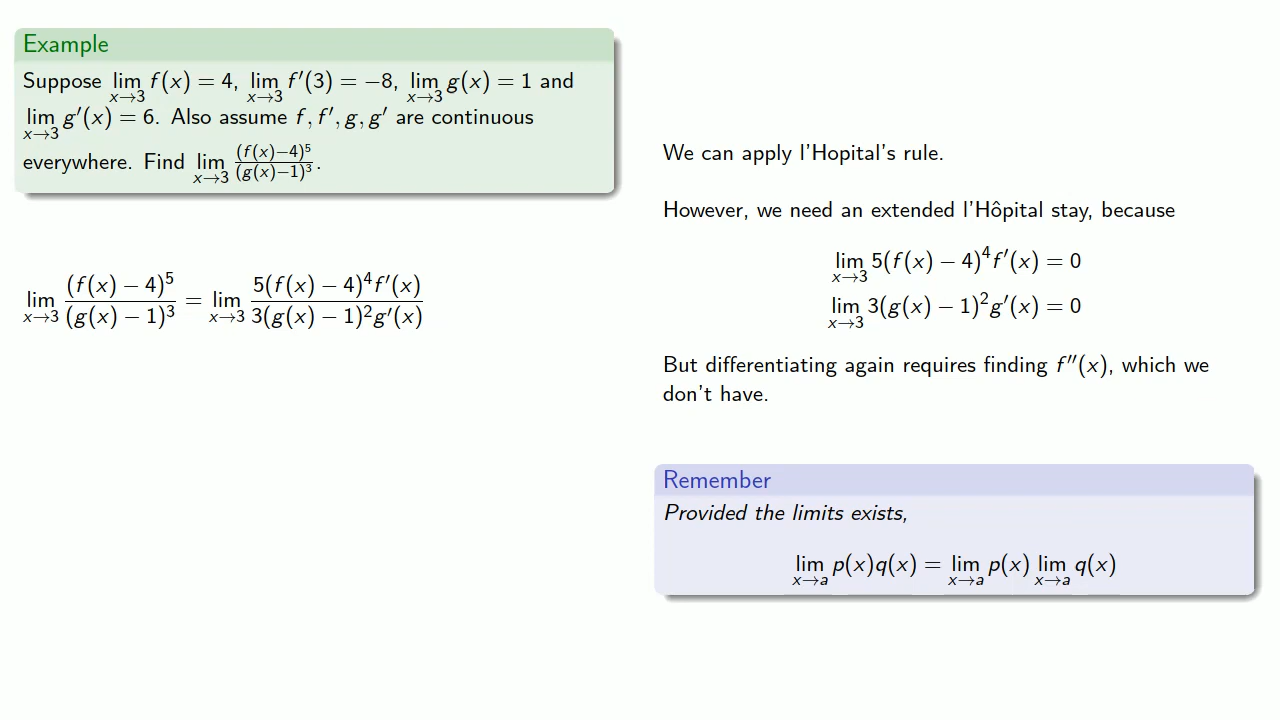 Example
Suppose lim_{x→3} f(x) = 4, lim_{x→3} f′(3) = −8, lim_{x→3} g(x) = 1 and
lim_{x→3} g′(x) = 6. Also assume f, f′, g, g′ are continuous
everywhere. Find lim_{x→3} (f(x)−4)^5/(g(x)−1)^3.
lim_{x→3} (f(x) − 4)^5/(g(x) − 1)^3 = lim_{x→3} 5(f(x) − 4)^4f′(x)/3(g(x) − 1)^2g′(x)
We can apply l'Hopital's rule.
However, we need an extended l'Hôpital stay, because
lim_{x→3} 5(f(x) − 4)^4f′(x) = 0
lim_{x→3} 3(g(x) − 1)^2g′(x) = 0
But differentiating again requires finding f″(x), which we
don't have.
Remember
Provided the limits exists,
lim_{x→a} p(x)q(x) = lim_{x→a} p(x) lim_{x→a} q(x)